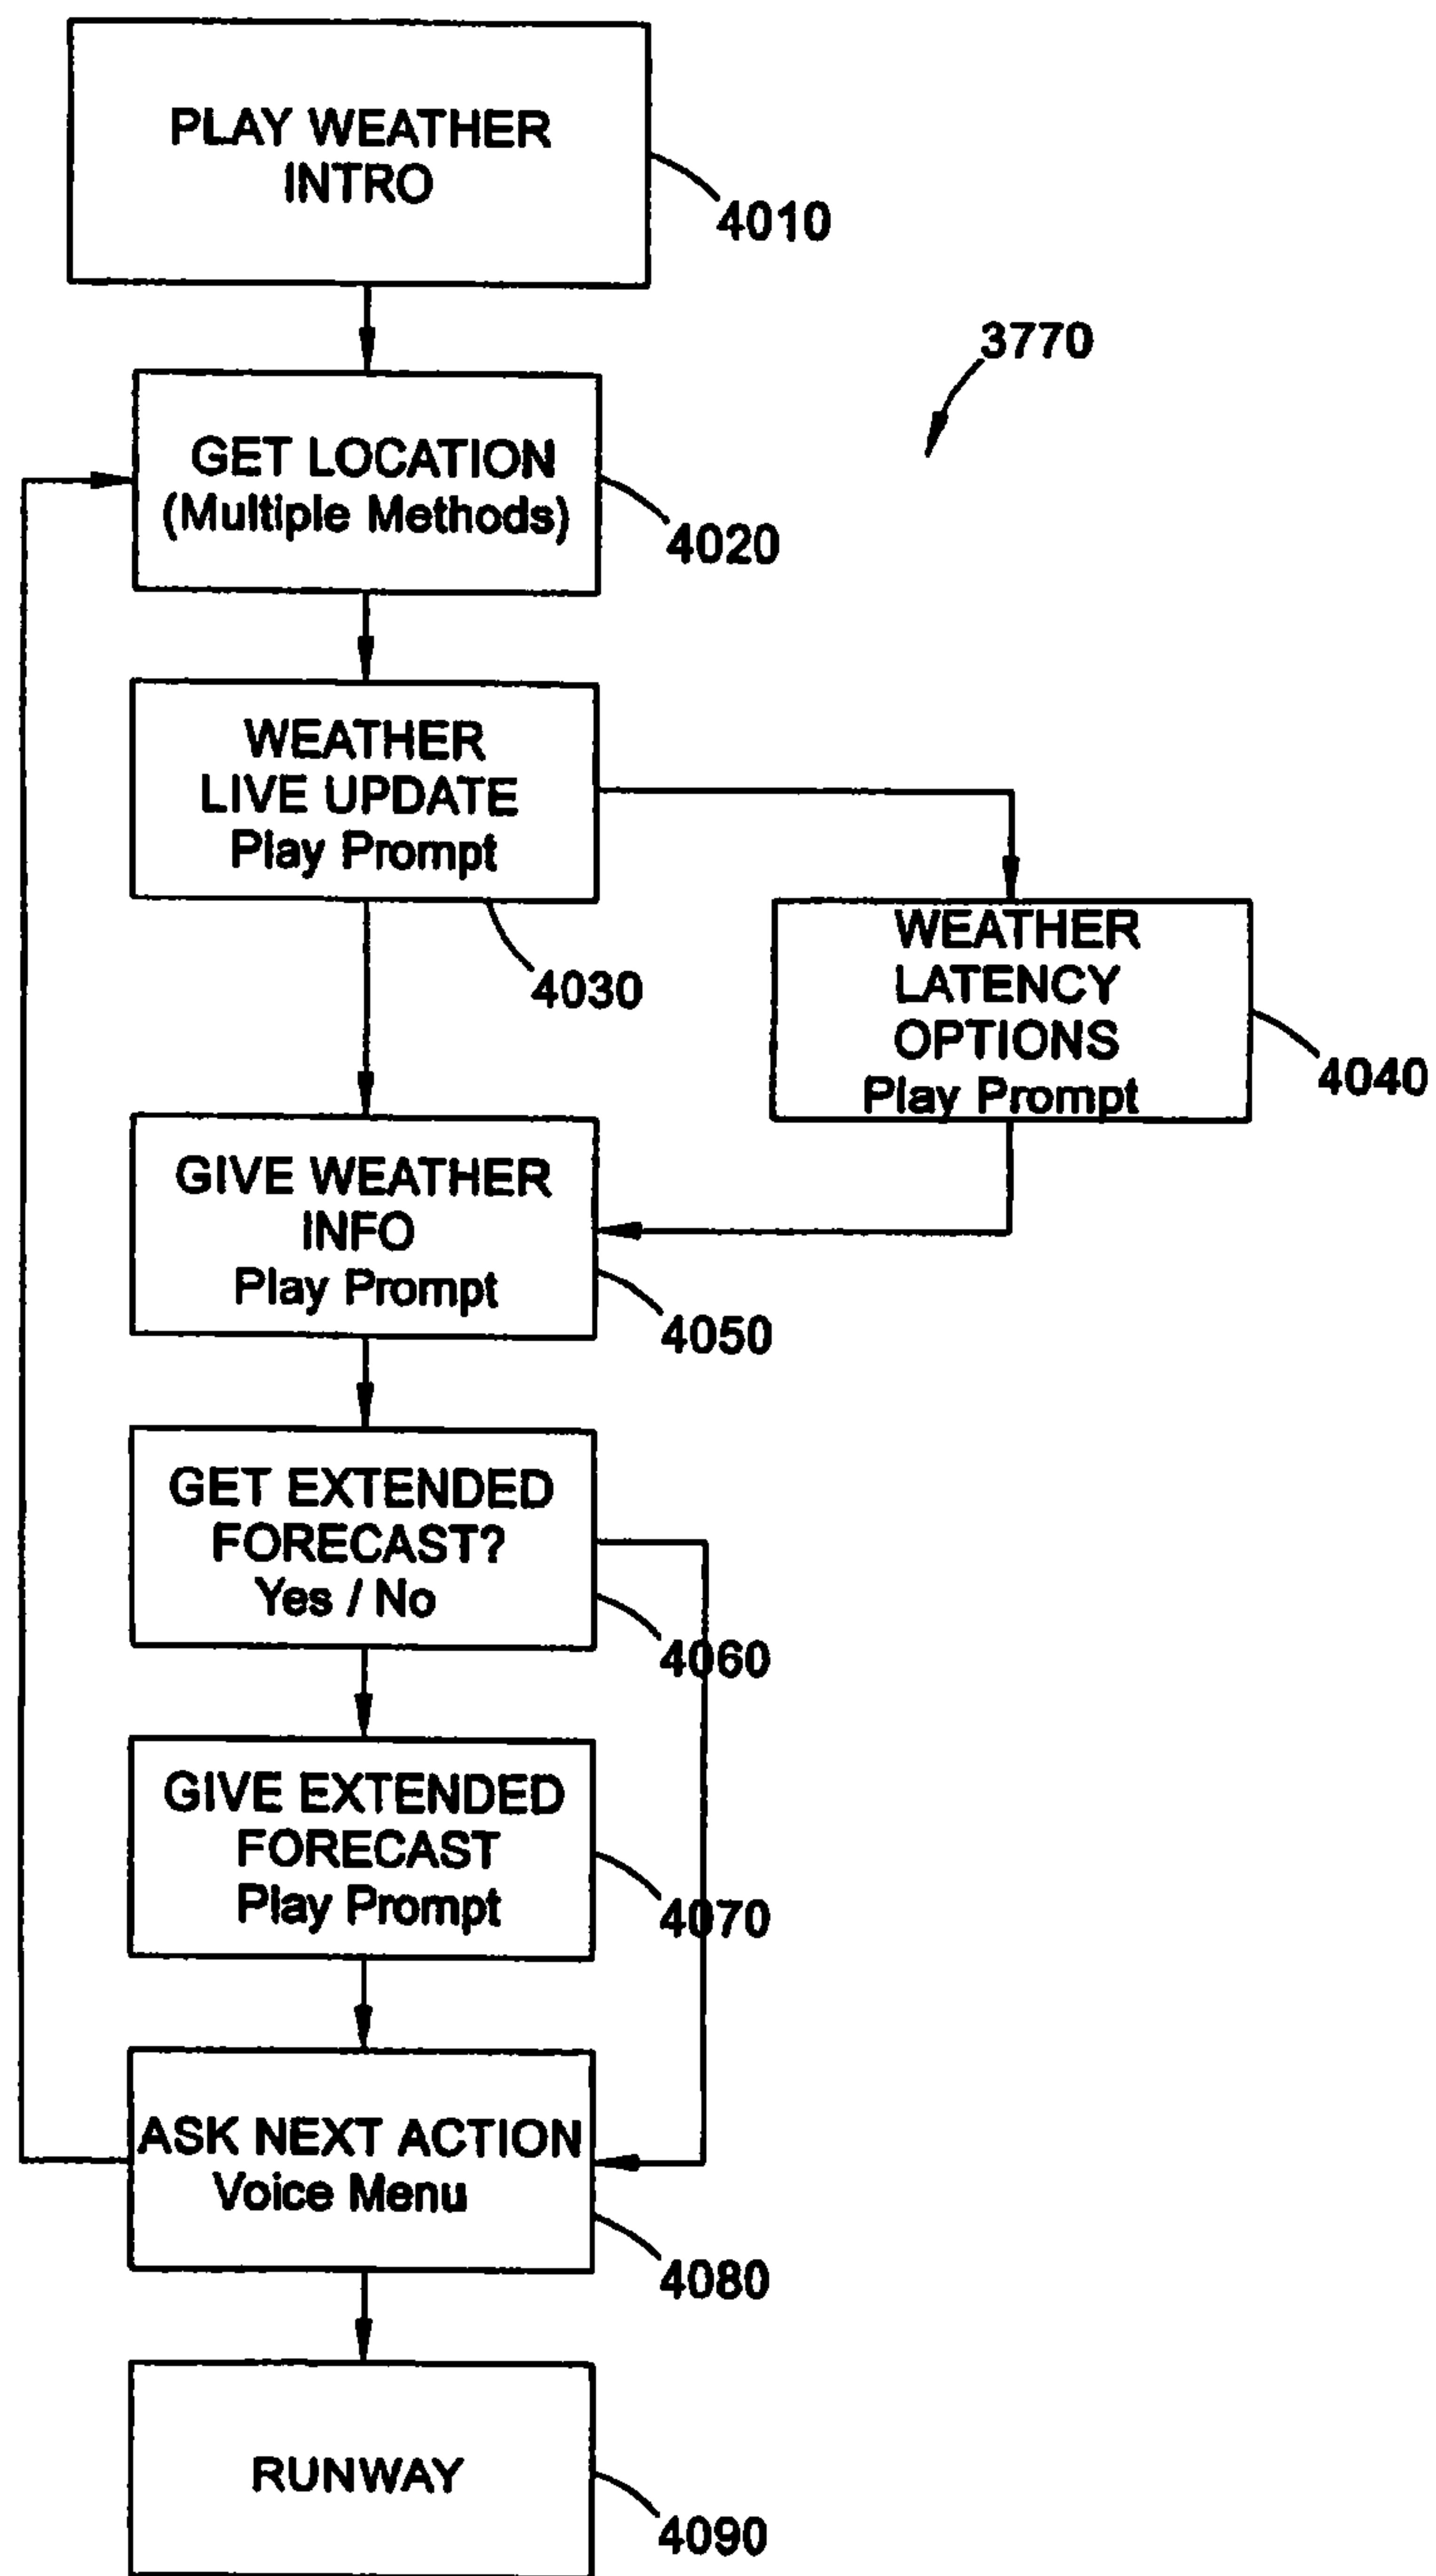 PLAY WEATHER
INTRO
4010
3770
GET LOCATION
(Multiple Methods)
4020
WEATHER
LIVE UPDATE
Play Prompt
4030
WEATHER
LATENCY
OPTIONS
Play Prompt
4040
GIVE WEATHER
INFO
Play Prompt
4050
GET EXTENDED
FORECAST?
Yes / No
4060
GIVE EXTENDED
FORECAST
Play Prompt
4070
ASK NEXT ACTION
Voice Menu
4080
RUNWAY
4090